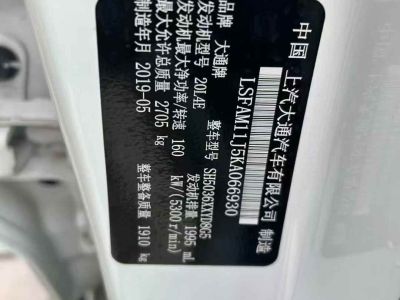 中国 上汽大通汽车有限公司 制造
LSFAM11J5KA066930
品牌 大通牌 整车型号 SH5036XXYD8G5
发动机型号 20L4E 发动机排量 1995 mL
发动机最大净功率/转速 160 kW/(5300 r/min)
最大允许总质量 2705 kg 整车整备质量 1910 kg
制造年月 2019-05